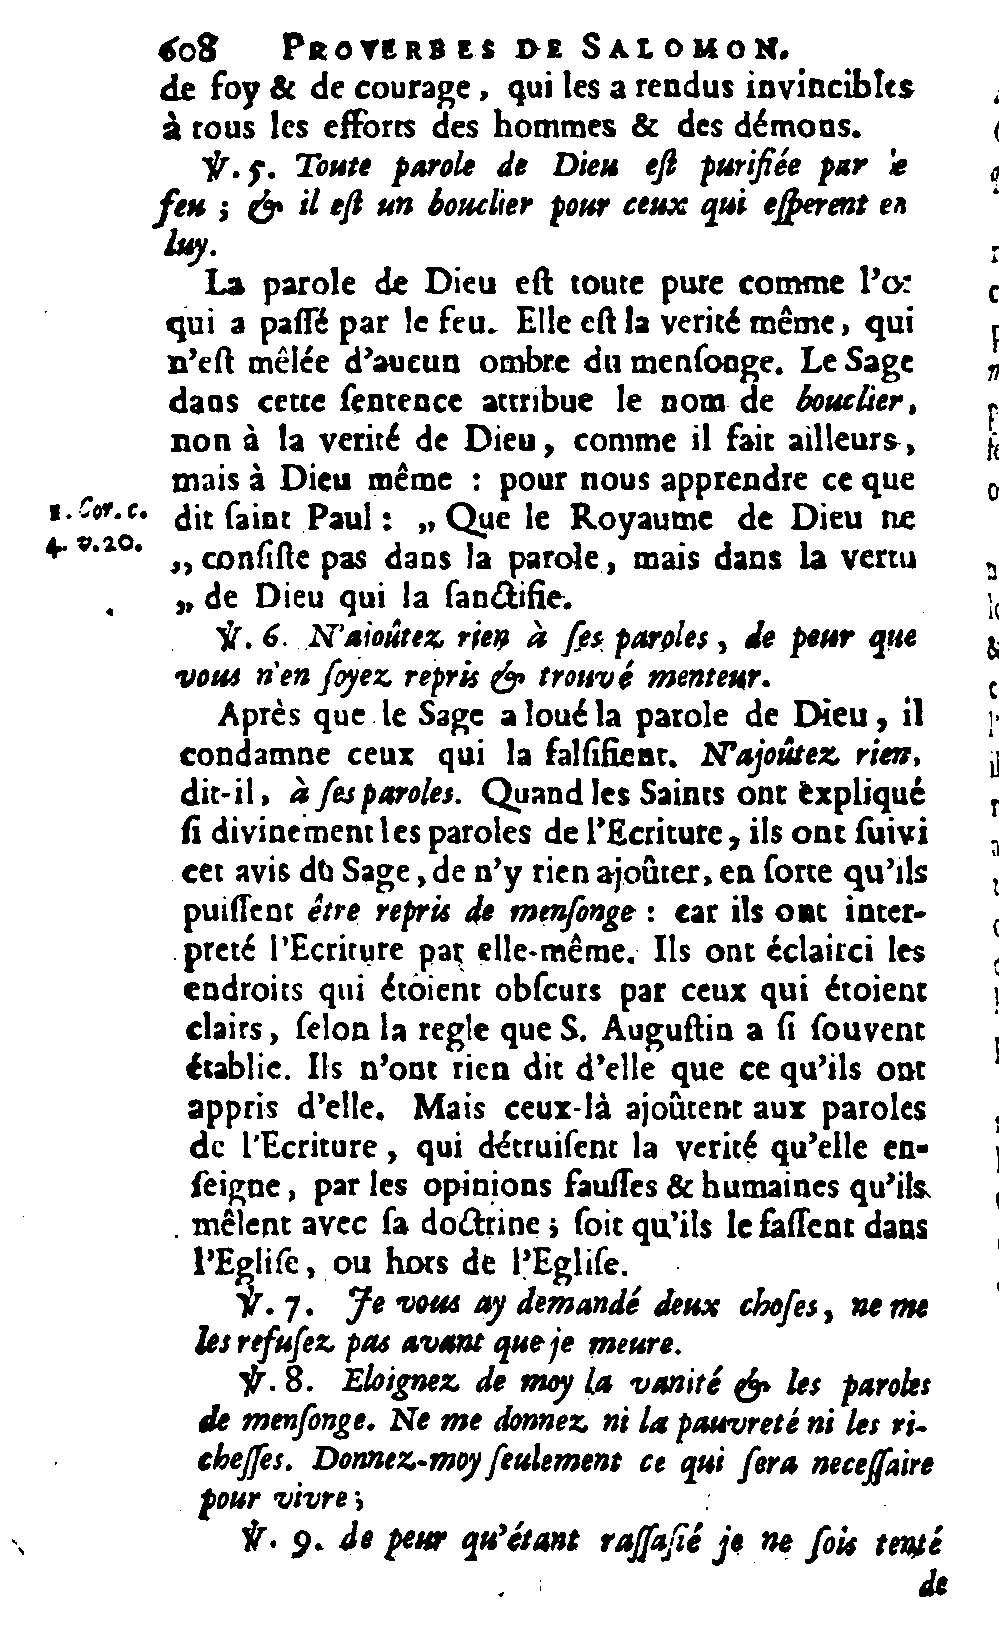 608 PROVERBES DE SALOMON.
de foy & de courage, qui les a rendus invincibles
à tous les efforts des hommes & des démons.
℣. 5. Toute parole de Dieu eſt purifiée par le
feu ; & il eſt un bouclier pour ceux qui eſperent en
luy.
La parole de Dieu eſt toute pure comme l'or
qui a paſſé par le feu. Elle eſt la verité même, qui
n'eſt mêlée d'aucun ombre du menſonge. Le Sage
dans cette ſentence attribue le nom de bouclier,
non à la verité de Dieu, comme il fait ailleurs,
mais à Dieu même : pour nous apprendre ce que
1. Cor. c.
4. v. 20.
dit ſaint Paul : „ Que le Royaume de Dieu ne
„ conſiſte pas dans la parole, mais dans la vertu
„ de Dieu qui la ſanctifie.
℣. 6. N'ajoûtez rien à ſes paroles, de peur que
vous n'en ſoyez repris & trouvé menteur.
Après que le Sage a loué la parole de Dieu, il
condamne ceux qui la falſifient. N'ajoûtez rien,
dit-il, à ſes paroles. Quand les Saints ont expliqué
ſi divinement les paroles de l'Ecriture, ils ont ſuivi
cet avis du Sage, de n'y rien ajoûter, en ſorte qu'ils
puiſſent être repris de menſonge : car ils ont inter-
preté l'Ecriture par elle-même. Ils ont éclairci les
endroits qui étoient obſcurs par ceux qui étoient
clairs, ſelon la regle que S. Auguſtin a ſi ſouvent
établie. Ils n'ont rien dit d'elle que ce qu'ils ont
appris d'elle. Mais ceux-là ajoûtent aux paroles
de l'Ecriture, qui détruiſent la verité qu'elle en-
ſeigne, par les opinions fauſſes & humaines qu'ils
mêlent avec ſa doctrine ; ſoit qu'ils le faſſent dans
l'Egliſe, ou hors de l'Egliſe.
℣. 7. Je vous ay demandé deux choſes, ne me
les refuſez pas avant que je meure.
℣. 8. Eloignez de moy la vanité & les paroles
de menſonge. Ne me donnez ni la pauvreté ni les ri-
cheſſes. Donnez-moy ſeulement ce qui ſera neceſſaire
pour vivre ;
℣. 9. de peur qu'étant raſſaſié je ne ſois tenté
de